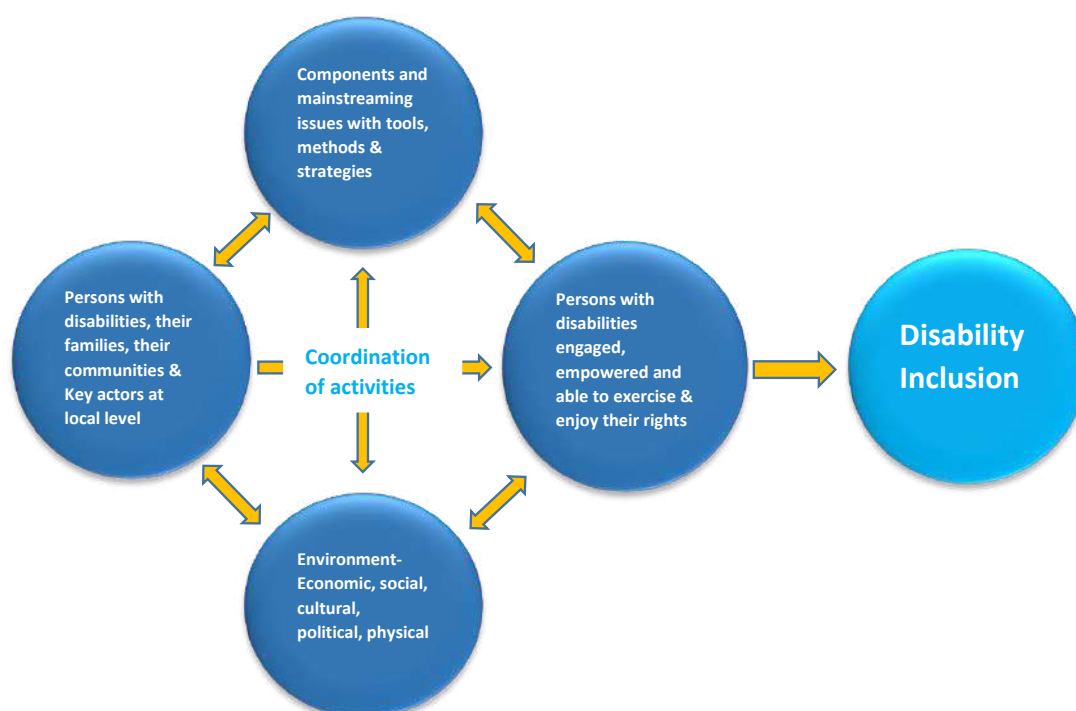 Components and
mainstreaming
issues with tools,
methods &
strategies
Persons with
disabilities, their
families, their
communities &
Key actors at
local level
Coordination
of activities
Persons with
disabilities
engaged,
empowered and
able to exercise &
enjoy their rights
Disability
Inclusion
Environment-
Economic, social,
cultural,
political, physical